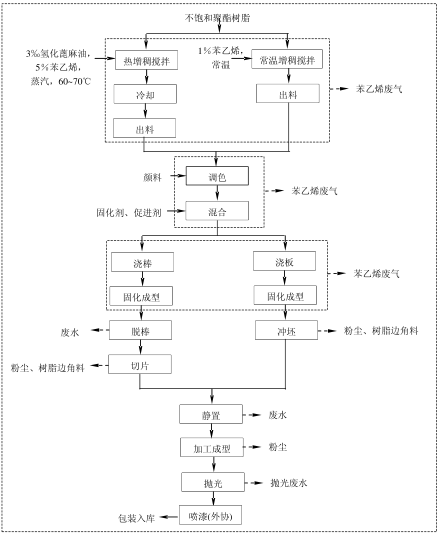 不饱和聚酯树脂
3‰氢化蓖麻油，
5％苯乙烯，
蒸汽，60~70℃
热增稠搅拌
1％苯乙烯，
常温
常温增稠搅拌
冷却
出料
苯乙烯废气
出料
颜料
调色
苯乙烯废气
固化剂、促进剂
混合
浇棒
浇板
苯乙烯废气
固化成型
固化成型
废水
脱棒
冲坯
粉尘、树脂边角料
粉尘、树脂边角料
切片
静置
废水
加工成型
粉尘
抛光
抛光废水
包装入库
喷漆(外协)